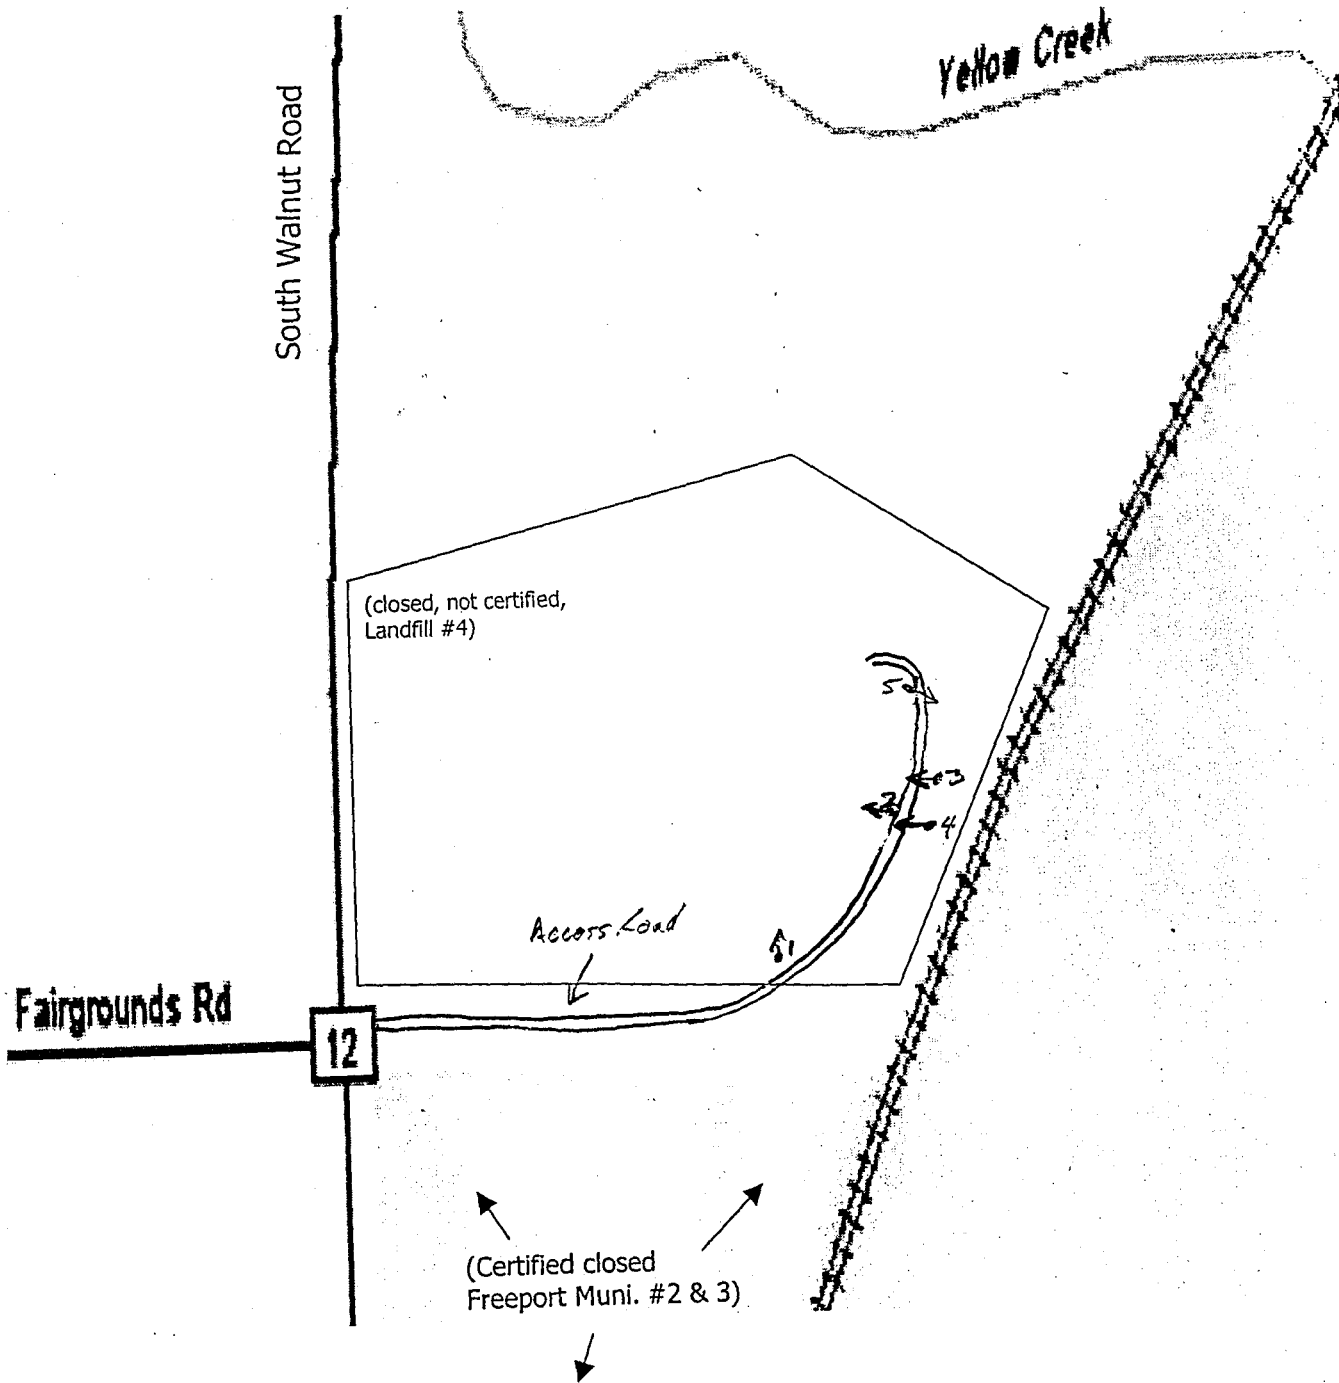 Yellow Creek
South Walnut Road
(closed, not certified,
Landfill #4)
5
3
2
4
Access Road
1
Fairgrounds Rd
12
(Certified closed
Freeport Muni. #2 & 3)